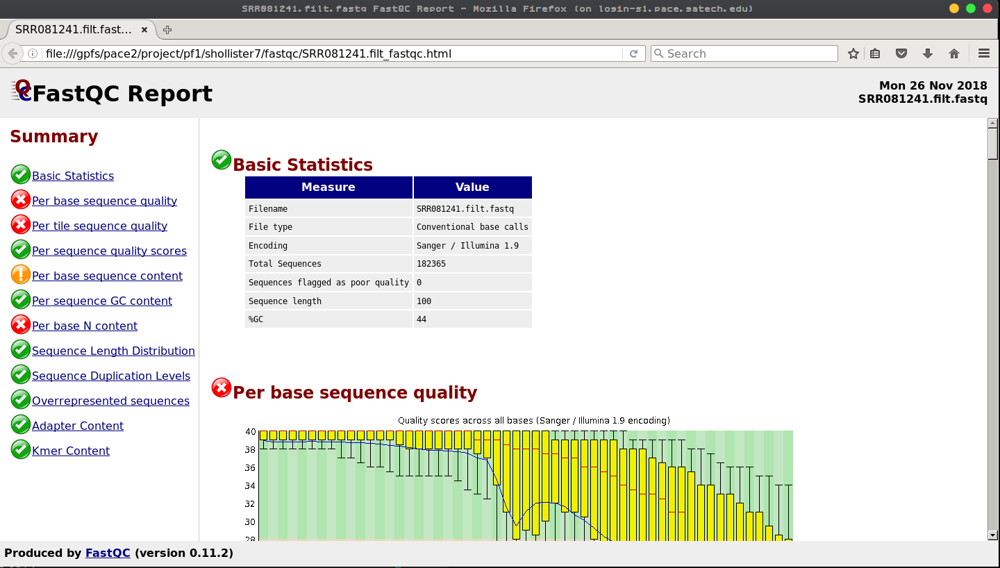 SRR081241.filt.fastq FastQC Report - Mozilla Firefox (on login-s1.pace.gatech.edu)
SRR081241.filt.fast…
file:///gpfs/pace2/project/pf1/shollister7/fastqc/SRR081241.filt_fastqc.html
Search
FastQC Report
Mon 26 Nov 2018
SRR081241.filt.fastq
Summary
Basic Statistics
Per base sequence quality
Per tile sequence quality
Per sequence quality scores
Per base sequence content
Per sequence GC content
Per base N content
Sequence Length Distribution
Sequence Duplication Levels
Overrepresented sequences
Adapter Content
Kmer Content
Basic Statistics
Measure Value
Filename SRR081241.filt.fastq
File type Conventional base calls
Encoding Sanger / Illumina 1.9
Total Sequences 182365
Sequences flagged as poor quality 0
Sequence length 100
%GC 44
Per base sequence quality
Quality scores across all bases (Sanger / Illumina 1.9 encoding)
40
38
36
34
32
30
28
Produced by FastQC (version 0.11.2)